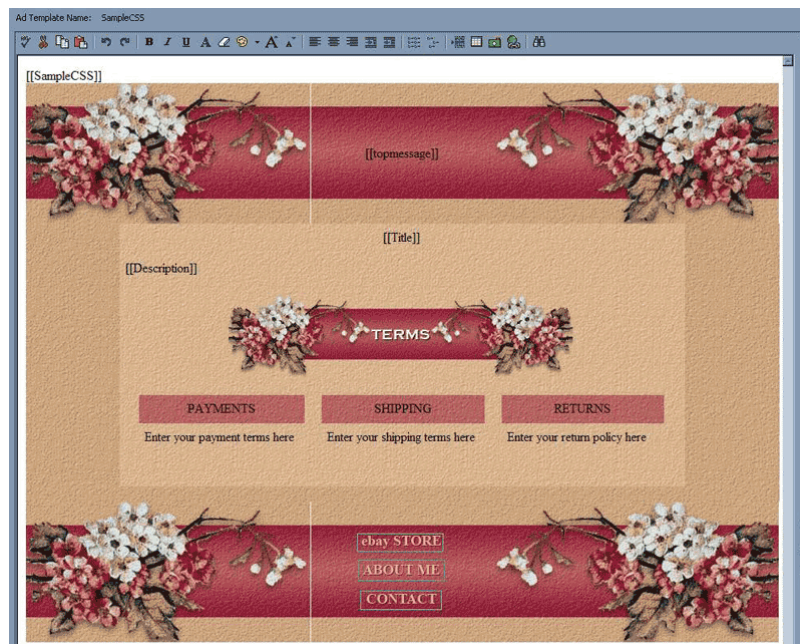 Ad Template Name: SampleCSS
B I U A A A
[[SampleCSS]]
[[topmessage]]
[[Title]]
[[Description]]
TERMS
PAYMENTS SHIPPING RETURNS
Enter your payment terms here Enter your shipping terms here Enter your return policy here
ebay STORE
ABOUT ME
CONTACT